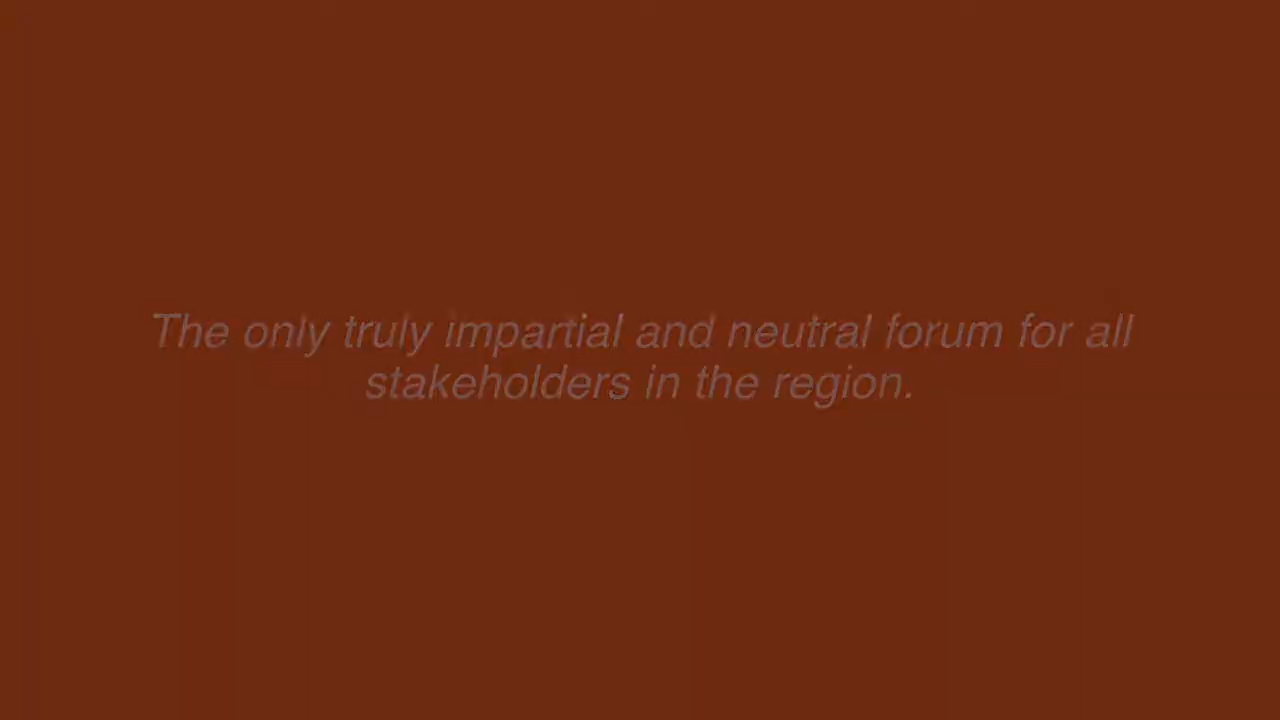 The only truly impartial and neutral forum for all
stakeholders in the region.